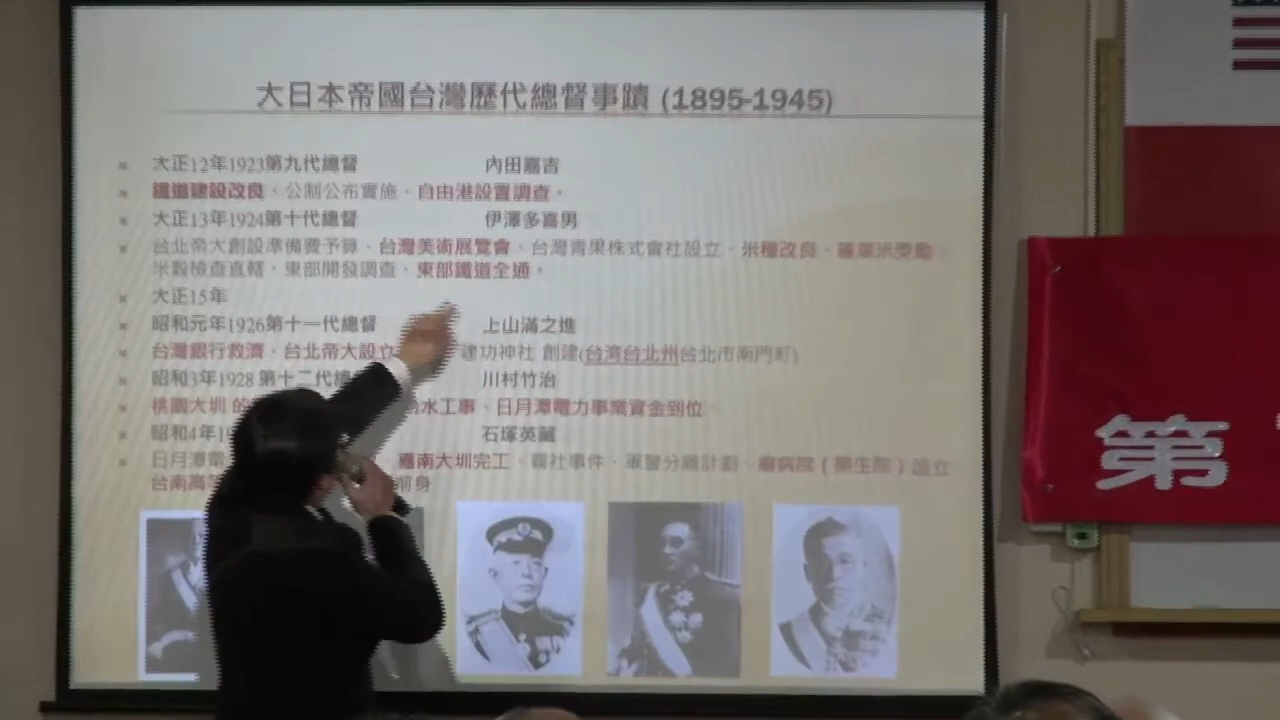 大日本帝國台灣歷代總督事蹟 (1895-1945)
大正12年1923第九代總督 內田嘉吉
鐵道建設改良、公制公布實施、自由港設置調查。
大正13年1924第十代總督 伊澤多喜男
台北帝大創設準備費予算、台灣美術展覽會、台灣青果株式會社設立、米種改良、蓬萊米獎勵、
米穀檢查直轄、東部開發調查、東部鐵道全通。
大正15年
昭和元年1926第十一代總督 上山滿之進
台灣銀行救濟、台北帝大設立 建功神社 創建(台湾台北州台北市南門町)
昭和3年1928 第十二代總 川村竹治
桃園大圳 的 水工事、日月潭電力事業資金到位。
昭和4年 石塚英藏
日月潭電 嘉南大圳完工、霧社事件、軍警分離計劃、癩病院(樂生院)設立
台南高 前身
第